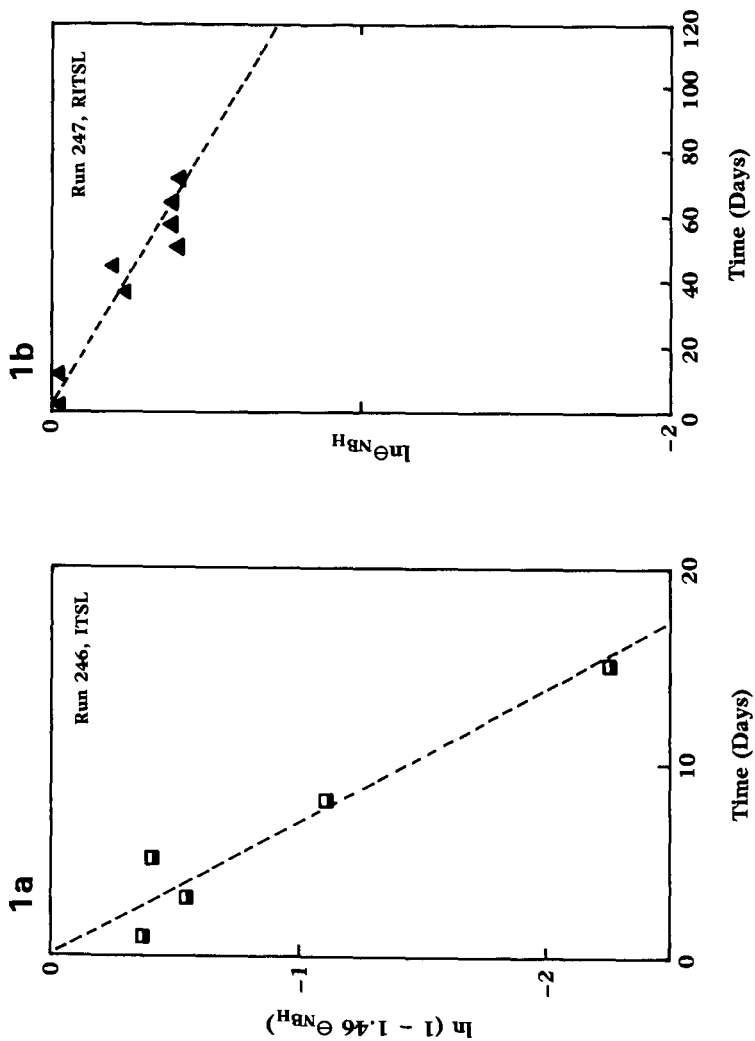 1a
Run 246, ITSL
0
-1
-2
ln (1 - 1.46 ΘNBH)
0
10
20
Time (Days)
1b
Run 247, RITSL
0
-2
lnΘNBH
0
20
40
60
80
100
120
Time (Days)